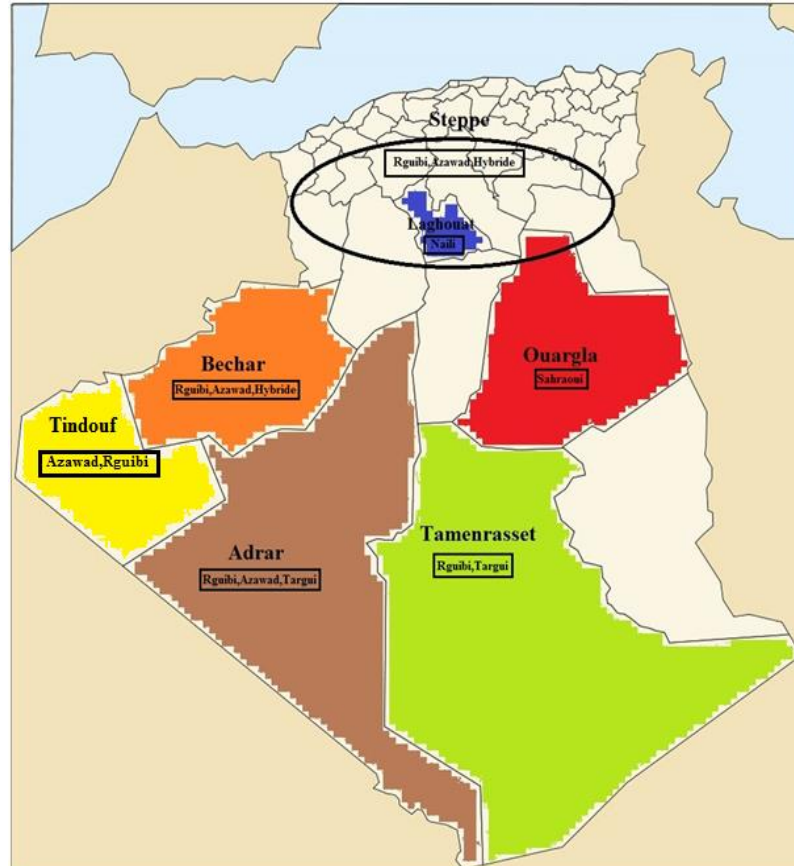 Steppe
Rguibi,Azawad,Hybride
Laghouat
Naili
Ouargla
Sahraoui
Bechar
Rguibi,Azawad,Hybride
Tindouf
Azawad,Rguibi
Adrar
Rguibi,Azawad,Targui
Tamenrasset
Rguibi,Targui